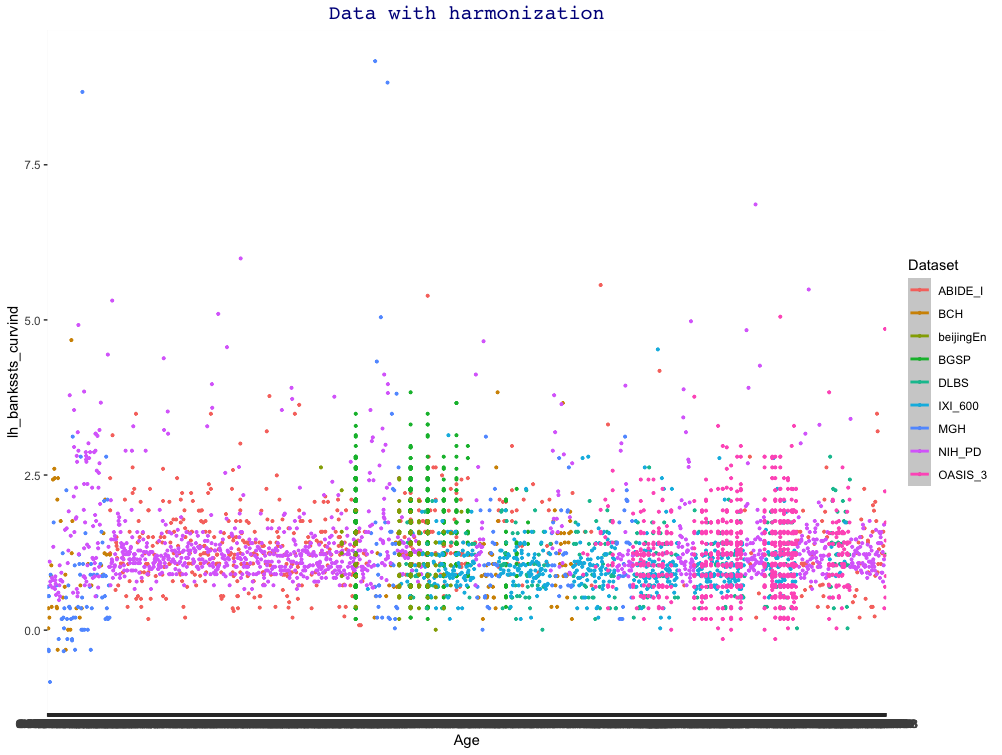 Data with harmonization
lh_bankssts_curvind
7.5
5.0
2.5
0.0
Age
Dataset
ABIDE_I
BCH
beijingEn
BGSP
DLBS
IXI_600
MGH
NIH_PD
OASIS_3